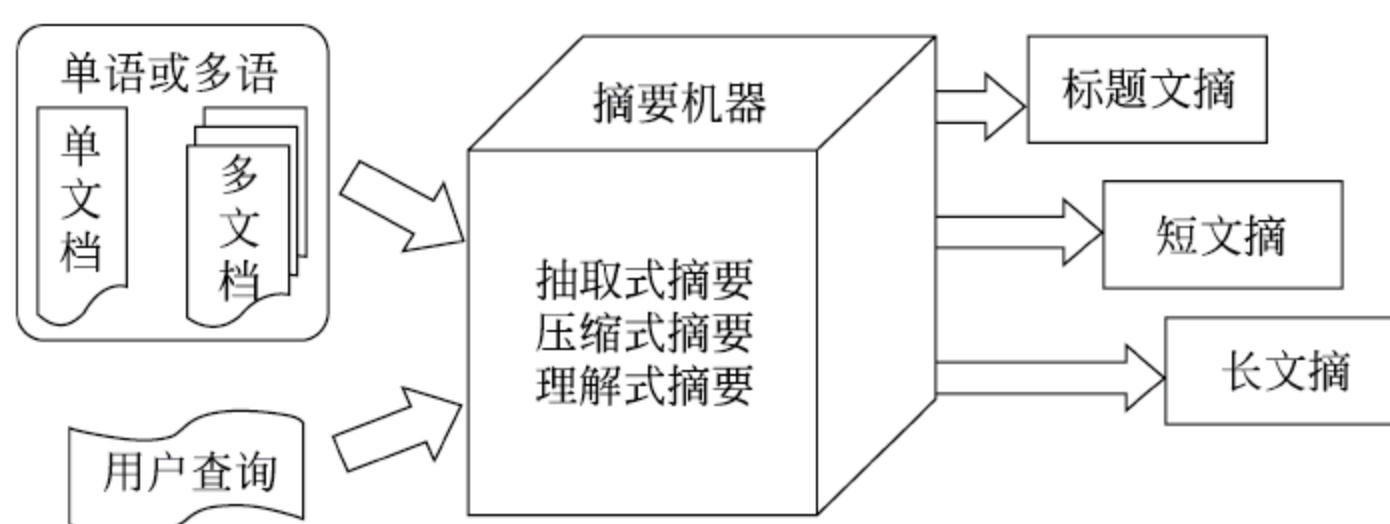 单语或多语
单文档
多文档
用户查询
摘要机器
抽取式摘要
压缩式摘要
理解式摘要
标题文摘
短文摘
长文摘